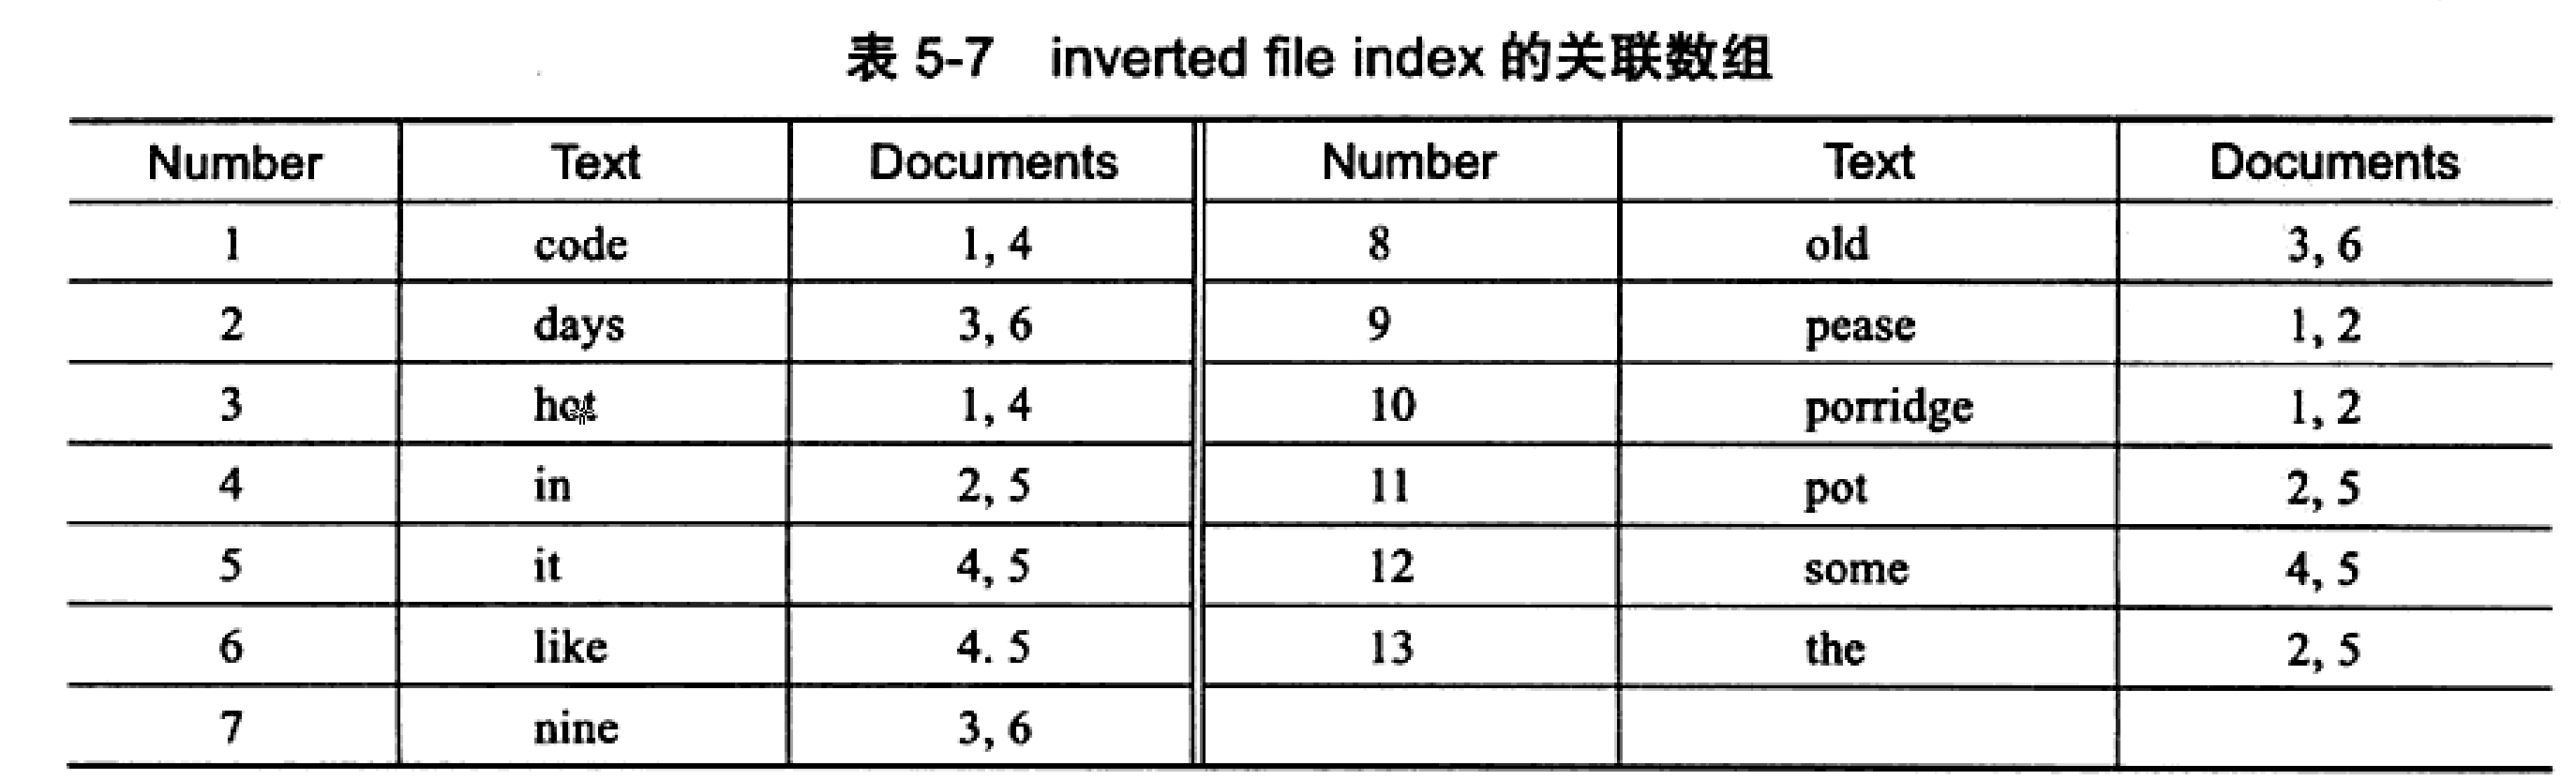 表 5-7 inverted file index 的关联数组
Number Text Documents Number Text Documents
1 code 1, 4 8 old 3, 6
2 days 3, 6 9 pease 1, 2
3 hot 1, 4 10 porridge 1, 2
4 in 2, 5 11 pot 2, 5
5 it 4, 5 12 some 4, 5
6 like 4. 5 13 the 2, 5
7 nine 3, 6